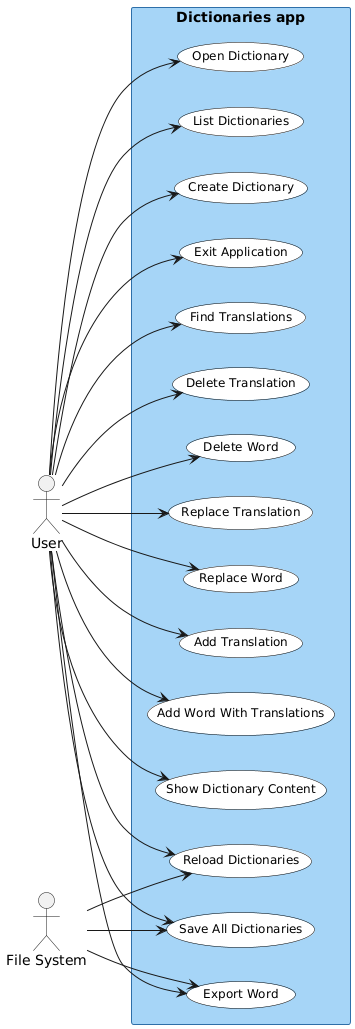 Dictionaries app
Open Dictionary
List Dictionaries
Create Dictionary
Exit Application
Find Translations
Delete Translation
Delete Word
Replace Translation
User
Replace Word
Add Translation
Add Word With Translations
Show Dictionary Content
Reload Dictionaries
Save All Dictionaries
File System
Export Word